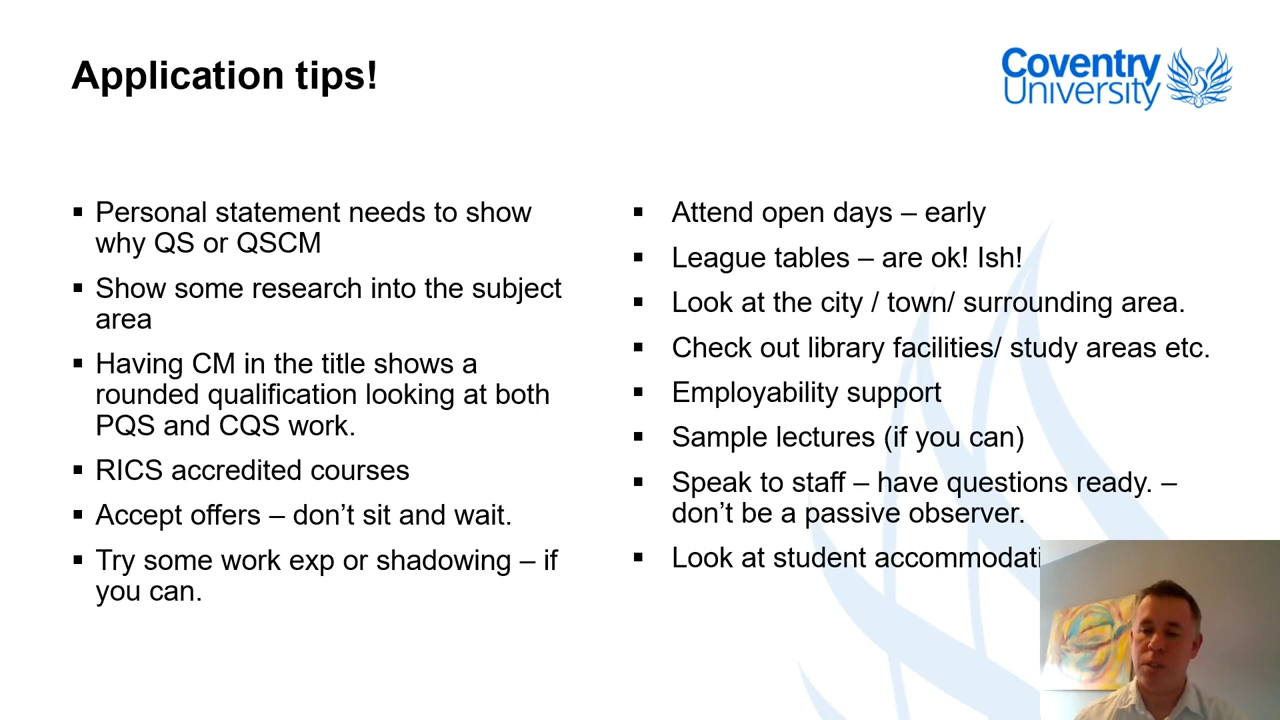 Application tips!
Coventry
University
▪ Personal statement needs to show
why QS or QSCM
▪ Show some research into the subject
area
▪ Having CM in the title shows a
rounded qualification looking at both
PQS and CQS work.
▪ RICS accredited courses
▪ Accept offers – don’t sit and wait.
▪ Try some work exp or shadowing – if
you can.
▪ Attend open days – early
▪ League tables – are ok! Ish!
▪ Look at the city / town/ surrounding area.
▪ Check out library facilities/ study areas etc.
▪ Employability support
▪ Sample lectures (if you can)
▪ Speak to staff – have questions ready. –
don’t be a passive observer.
▪ Look at student